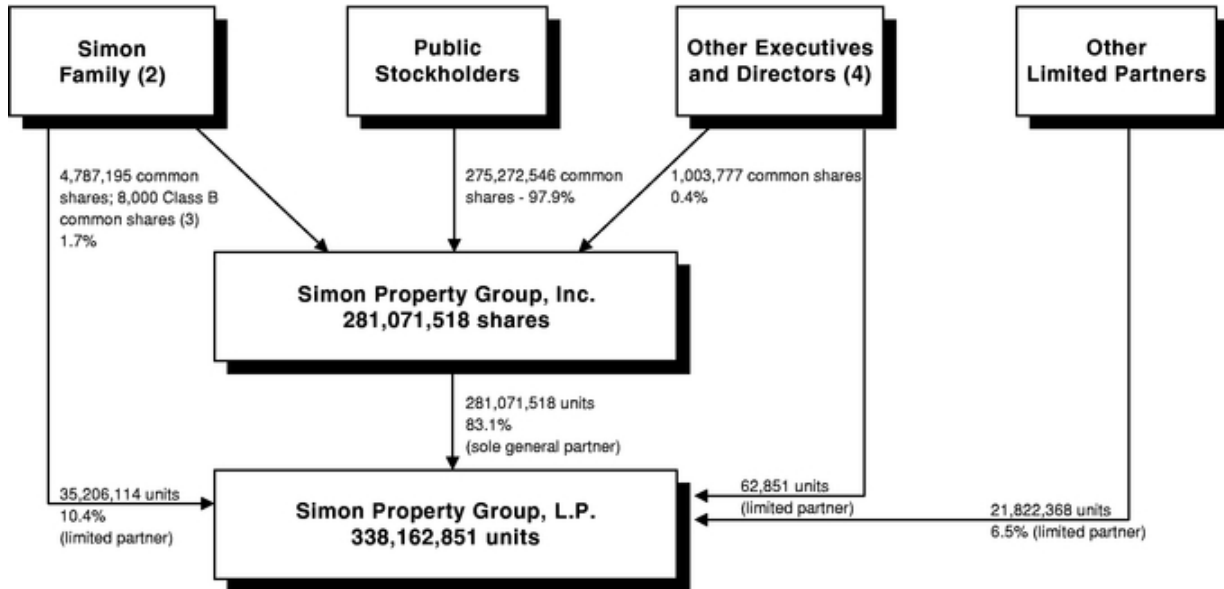 Simon
Family (2)
Public
Stockholders
Other Executives
and Directors (4)
Other
Limited Partners
4,787,195 common
shares; 8,000 Class B
common shares (3)
1.7%
275,272,546 common
shares - 97.9%
1,003,777 common shares
0.4%
Simon Property Group, Inc.
281,071,518 shares
281,071,518 units
83.1%
(sole general partner)
35,206,114 units
10.4%
(limited partner)
Simon Property Group, L.P.
338,162,851 units
62,851 units
(limited partner)
21,822,368 units
6.5% (limited partner)